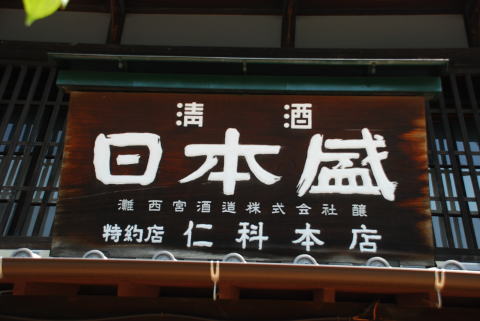 清酒
日本盛
灘西宮酒造株式会社醸
特約店 仁科本店